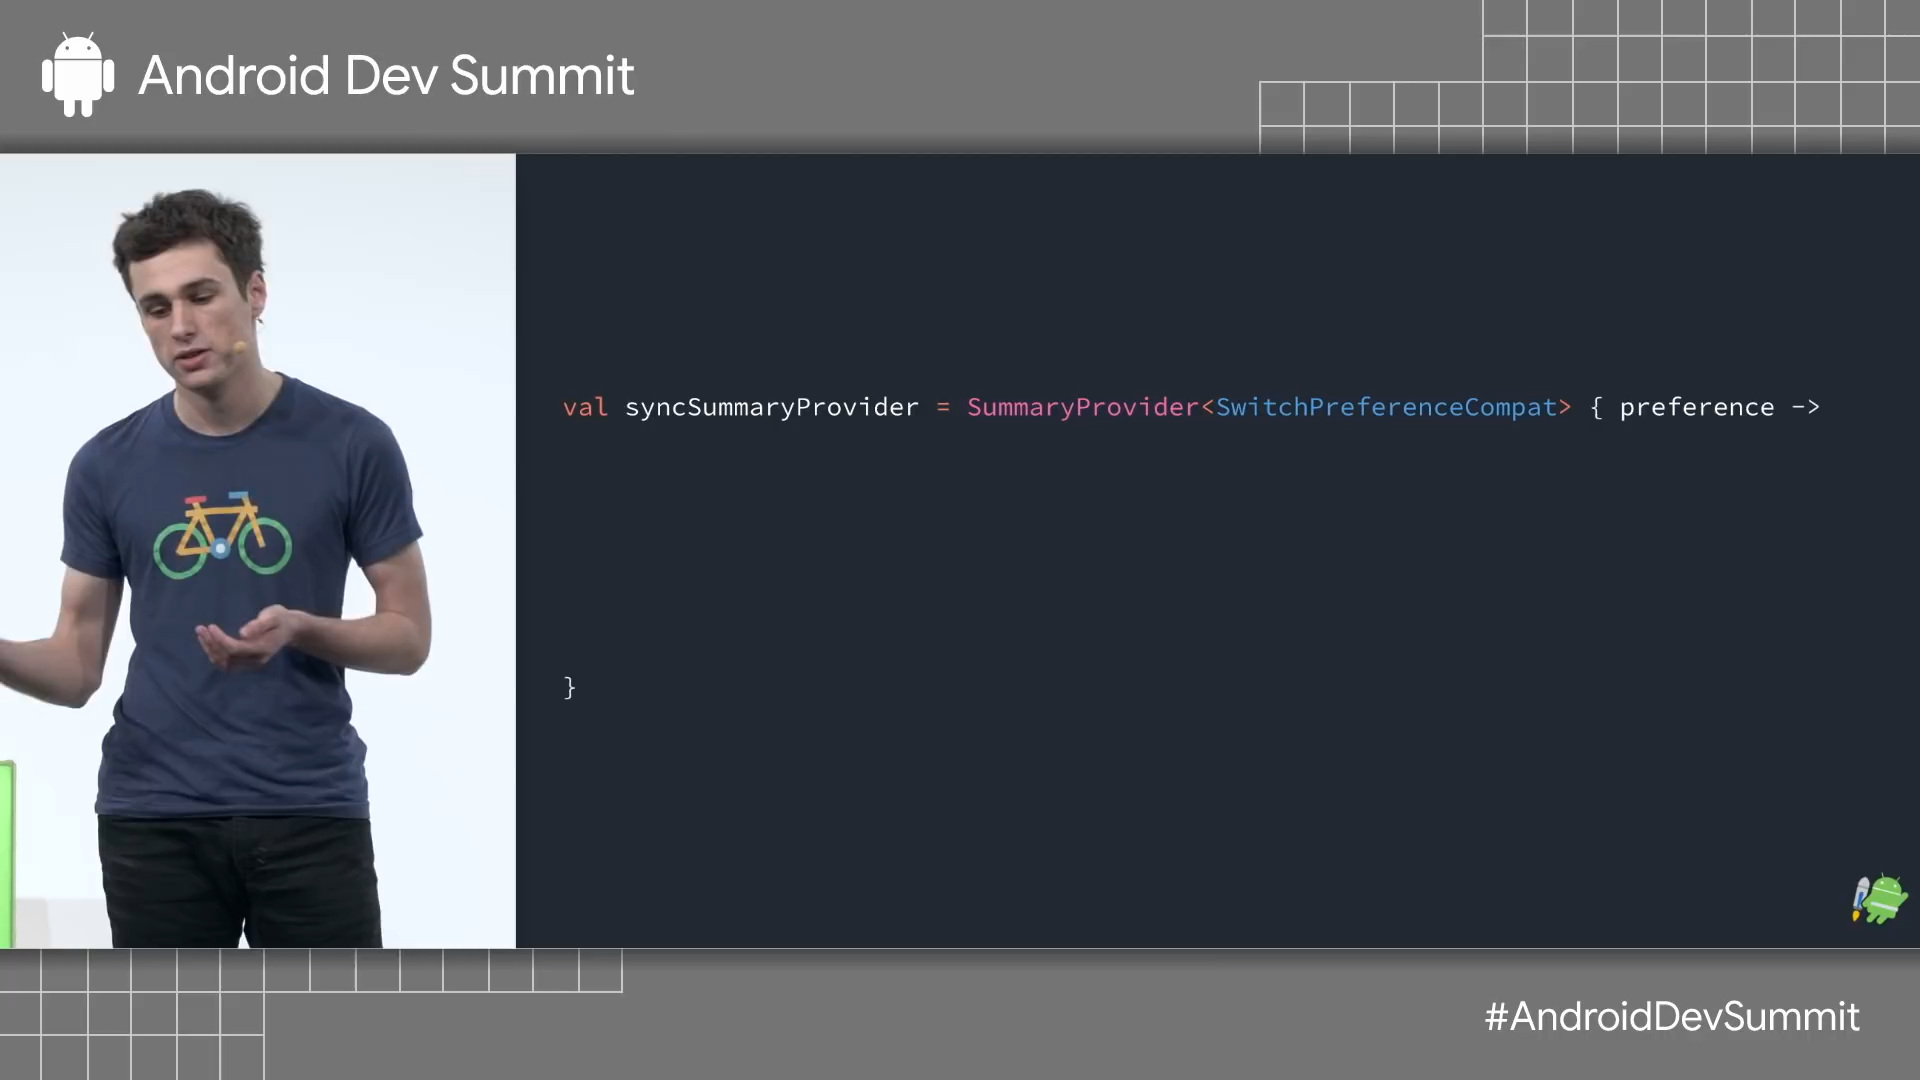 Android Dev Summit
val syncSummaryProvider = SummaryProvider<SwitchPreferenceCompat> { preference ->
}
#AndroidDevSummit